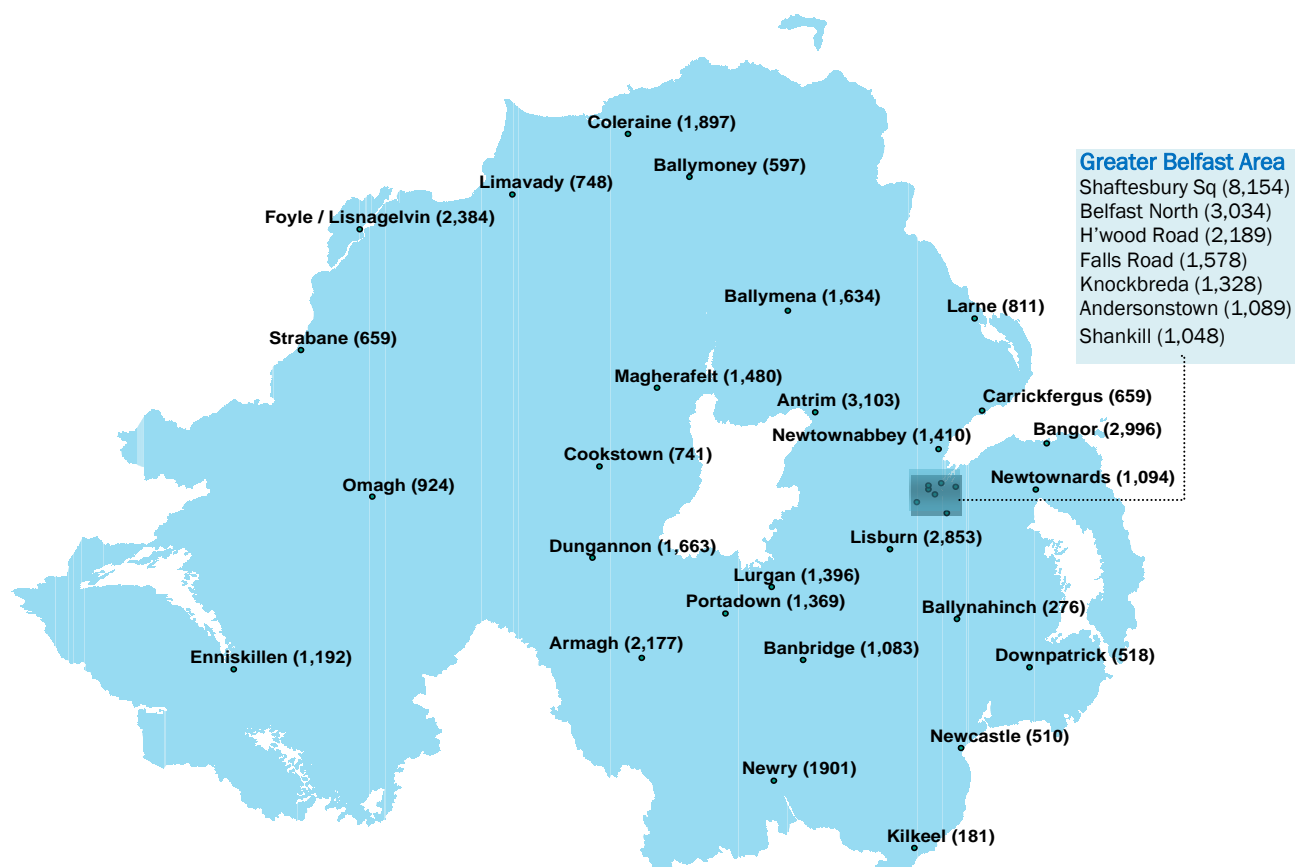 Coleraine (1,897)
Ballymoney (597)
Limavady (748)
Foyle / Lisnagelvin (2,384)
Greater Belfast Area
Shaftesbury Sq (8,154)
Belfast North (3,034)
H'wood Road (2,189)
Falls Road (1,578)
Knockbreda (1,328)
Andersonstown (1,089)
Shankill (1,048)
Ballymena (1,634)
Larne (811)
Strabane (659)
Magherafelt (1,480)
Antrim (3,103)
Carrickfergus (659)
Newtownabbey (1,410)
Bangor (2,996)
Cookstown (741)
Omagh (924)
Newtownards (1,094)
Lisburn (2,853)
Dungannon (1,663)
Lurgan (1,396)
Portadown (1,369)
Ballynahinch (276)
Armagh (2,177)
Banbridge (1,083)
Downpatrick (518)
Enniskillen (1,192)
Newcastle (510)
Newry (1901)
Kilkeel (181)